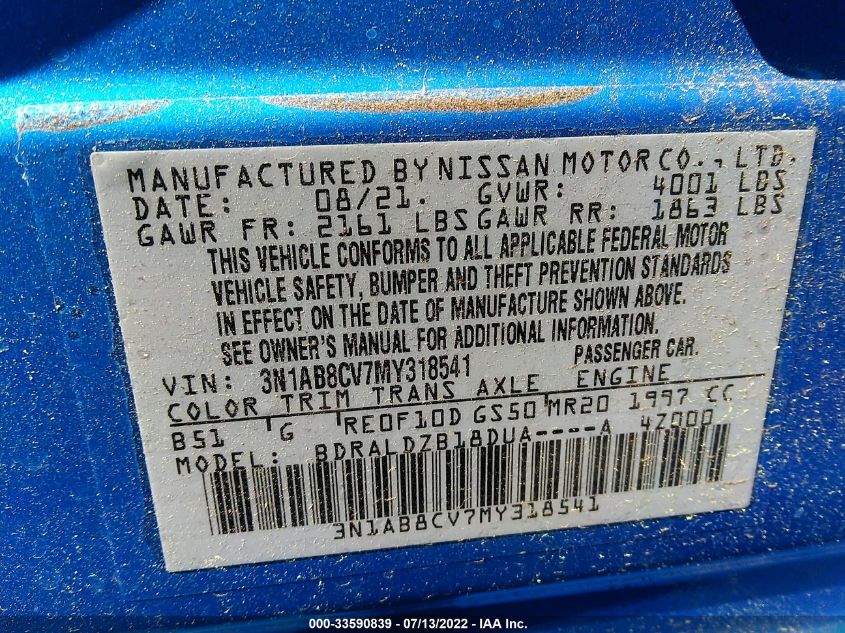 MANUFACTURED BY NISSAN MOTOR CO., LTD.
DATE: 08/21. GVWR: 4001 LBS
GAWR FR: 2161 LBS GAWR RR: 1863 LBS
THIS VEHICLE CONFORMS TO ALL APPLICABLE FEDERAL MOTOR
VEHICLE SAFETY, BUMPER AND THEFT PREVENTION STANDARDS
IN EFFECT ON THE DATE OF MANUFACTURE SHOWN ABOVE.
SEE OWNER'S MANUAL FOR ADDITIONAL INFORMATION.
VIN: 3N1AB8CV7MY318541 PASSENGER CAR.
COLOR TRIM TRANS AXLE ENGINE
B51 G RE0F10D GS50 MR20 1997 CC
MODEL: BDRALDZB18DUA----A 4Z000
3N1AB8CV7MY318541
000-33590839 - 07/13/2022 - IAA Inc.